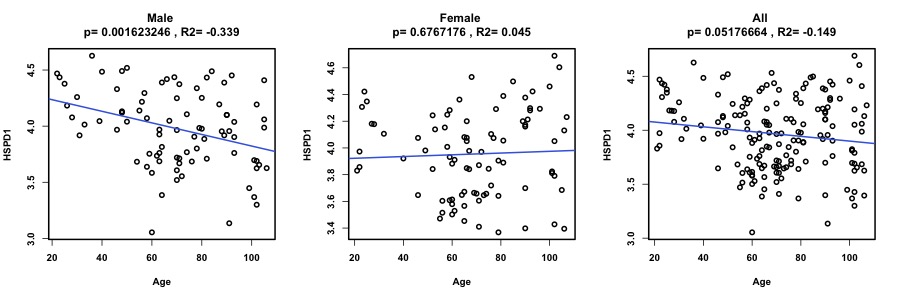 Male
p= 0.001623246 , R2= -0.339
HSPD1
4.5
4.0
3.5
3.0
20 40 60 80 100
Age
Female
p= 0.6767176 , R2= 0.045
HSPD1
4.6
4.4
4.2
4.0
3.8
3.6
3.4
20 40 60 80 100
Age
All
p= 0.05176664 , R2= -0.149
HSPD1
4.5
4.0
3.5
3.0
20 40 60 80 100
Age